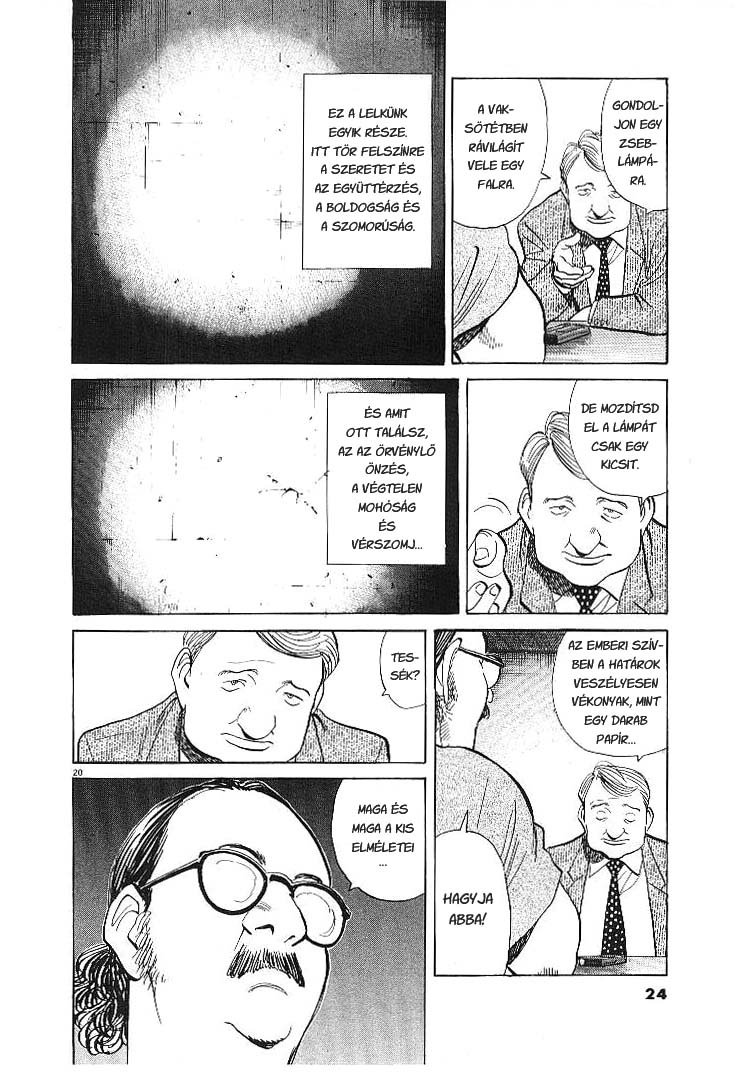 GONDOL-
JON EGY
ZSEB-
LÁMPÁ-
RA.
A VAK-
SÖTÉTBEN
RÁVILÁGÍT
VELE EGY
FALRA.
EZ A LELKÜNK
EGYIK RÉSZE.
ITT TÖR FELSZÍNRE
A SZERETET ÉS
AZ EGYÜTTÉRZÉS,
A BOLDOGSÁG ÉS
A SZOMORÚSÁG.
DE MOZDÍTSD
EL A LÁMPÁT
CSAK EGY
KICSIT.
ÉS AMIT
OTT TALÁLSZ,
AZ AZ ÖRVÉNYLŐ
ÖNZÉS,
A VÉGTELEN
MOHÓSÁG
ÉS
VÉRSZOMJ...
AZ EMBERI SZÍV-
BEN A HATÁROK
VESZÉLYESEN
VÉKONYAK, MINT
EGY DARAB
PAPÍR...
HAGYJA
ABBA!
TES-
SÉK?
20
MAGA ÉS
MAGA A KIS
ELMÉLETEI
...
24